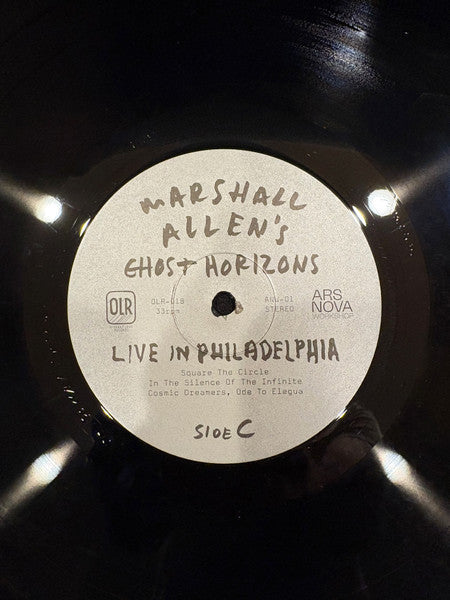 MARSHALL
ALLEN'S
GHOST HORIZONS
OLR
OLR-018
33rpm
ANW-01
STEREO
ARS
NOVA
WORKSHOP
LIVE IN PHILADELPHIA
Square The Circle
In The Silence Of The Infinite
Cosmic Dreamers, Ode To Elegua
SIDE C